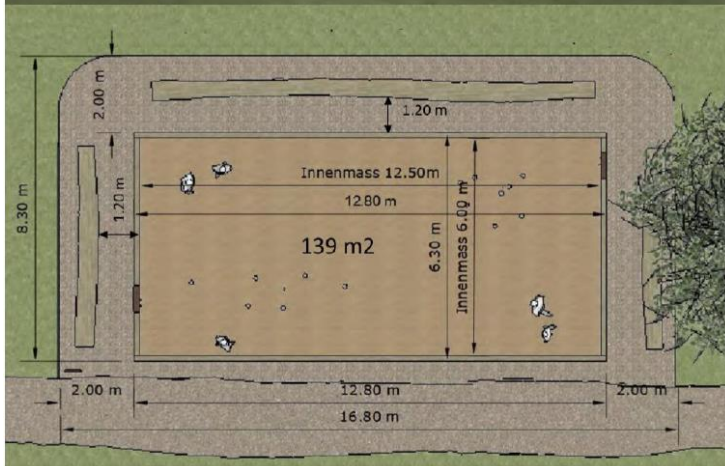 2.00 m
1.20 m
Innenmass 12.50m
12.80 m
1.20 m
8.30 m
139 m2
6.30 m
Innenmass 6.00 m
2.00 m
12.80 m
2.00 m
16.80 m